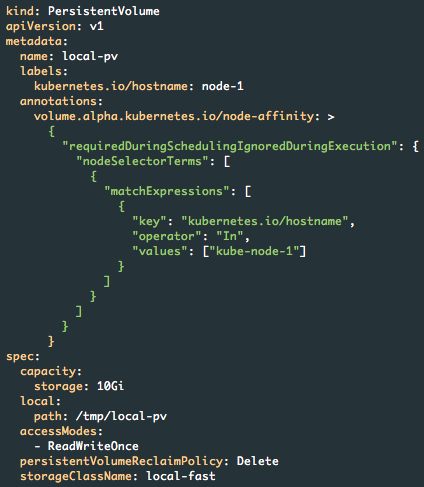 kind: PersistentVolume
apiVersion: v1
metadata:
  name: local-pv
  labels:
    kubernetes.io/hostname: node-1
  annotations:
    volume.alpha.kubernetes.io/node-affinity: >
      {
        "requiredDuringSchedulingIgnoredDuringExecution": {
          "nodeSelectorTerms": [
            {
              "matchExpressions": [
                {
                  "key": "kubernetes.io/hostname",
                  "operator": "In",
                  "values": ["kube-node-1"]
                }
              ]
            }
          ]
        }
      }
spec:
  capacity:
    storage: 10Gi
  local:
    path: /tmp/local-pv
  accessModes:
    - ReadWriteOnce
  persistentVolumeReclaimPolicy: Delete
  storageClassName: local-fast